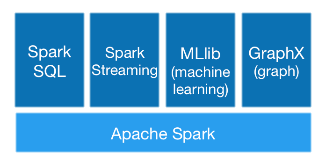 Spark
SQL
Spark
Streaming
MLlib
(machine
learning)
GraphX
(graph)
Apache Spark